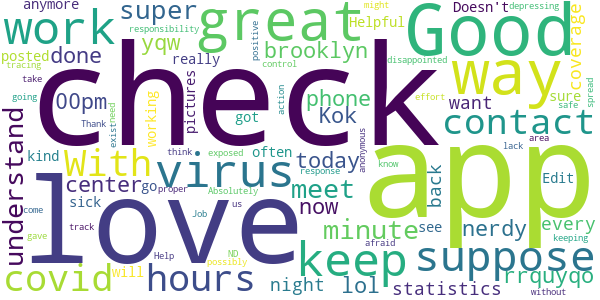 anymore
super
great
Good
Doesn't
depressing
responsibility
Helpful
might
posted
done
yqw
brooklyn
positive
coverage
work
tracing
really
control
disappointed
way
take
00pm
pictures
phone
sure
spread
going
check
got
Kok
want
effort
Thank
working
action
safe
understand
exist
need
contact
anonymous
with
virus
often
today
app
area
kind
think
exposed
response
know
lack
center
go
proper
Absolutely
meet
back
Edit
sick
us
now
see
nerdy
every
come
love
track
Job
ND
minute
afraid
keeping
gave
will
Help
possibly
keep
suppose
covid
hours
night
lol
statistics
rrquyqo
without